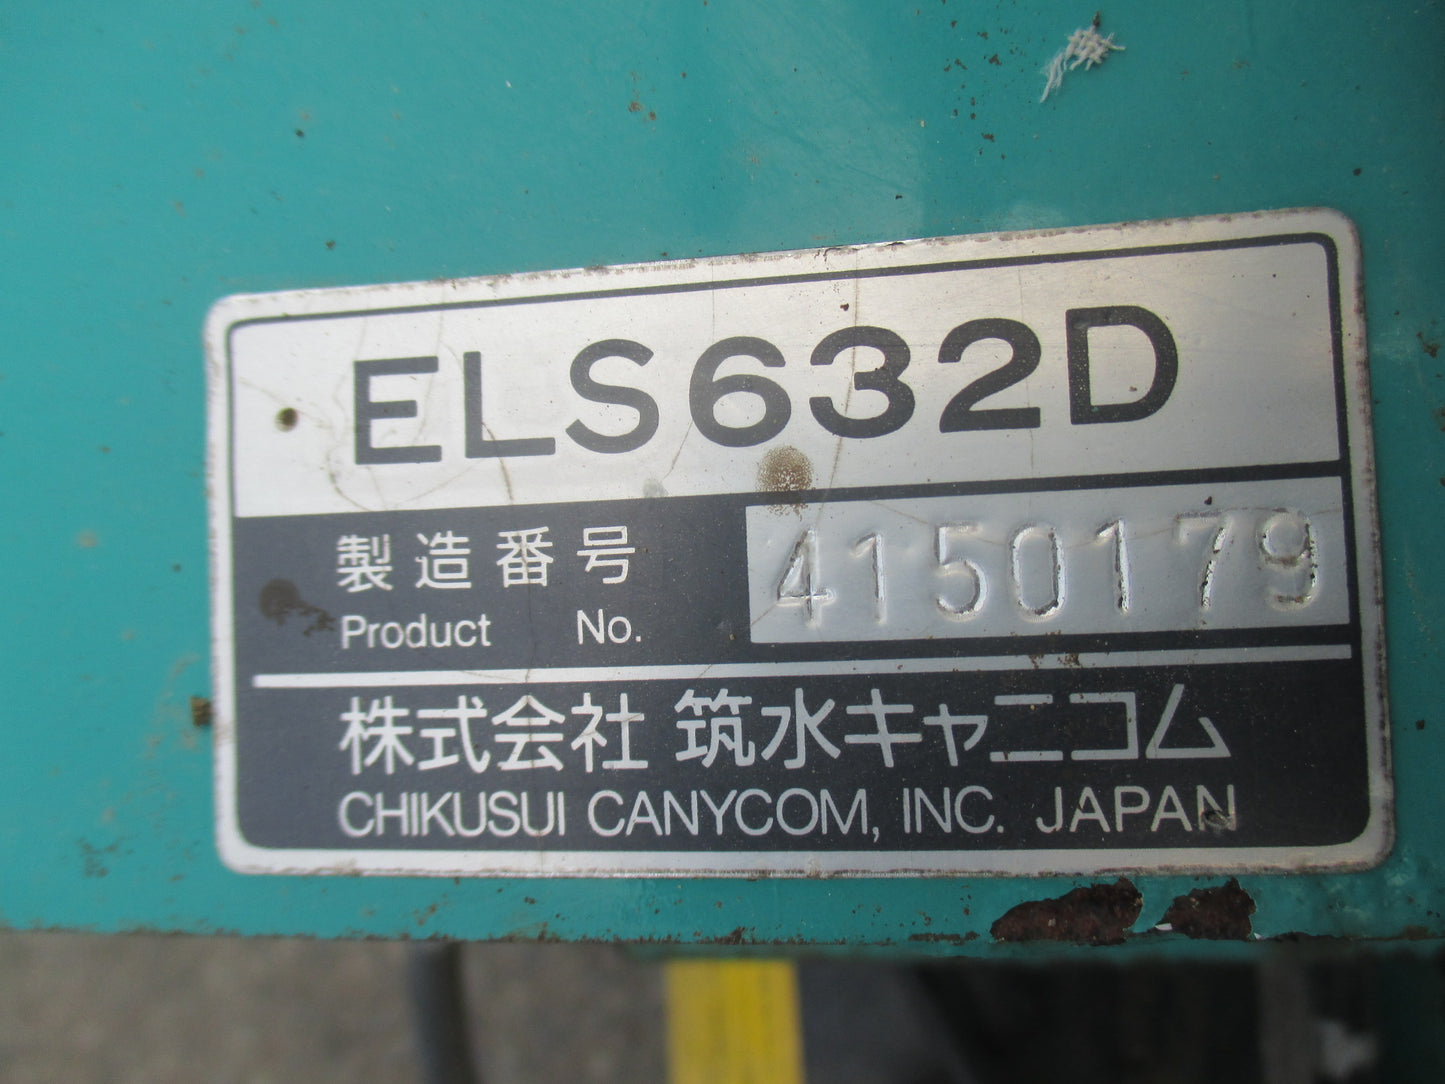 ELS632D
製造番号
Product No.
4150179
株式会社 筑水キャニコム
CHIKUSUI CANYCOM, INC. JAPAN